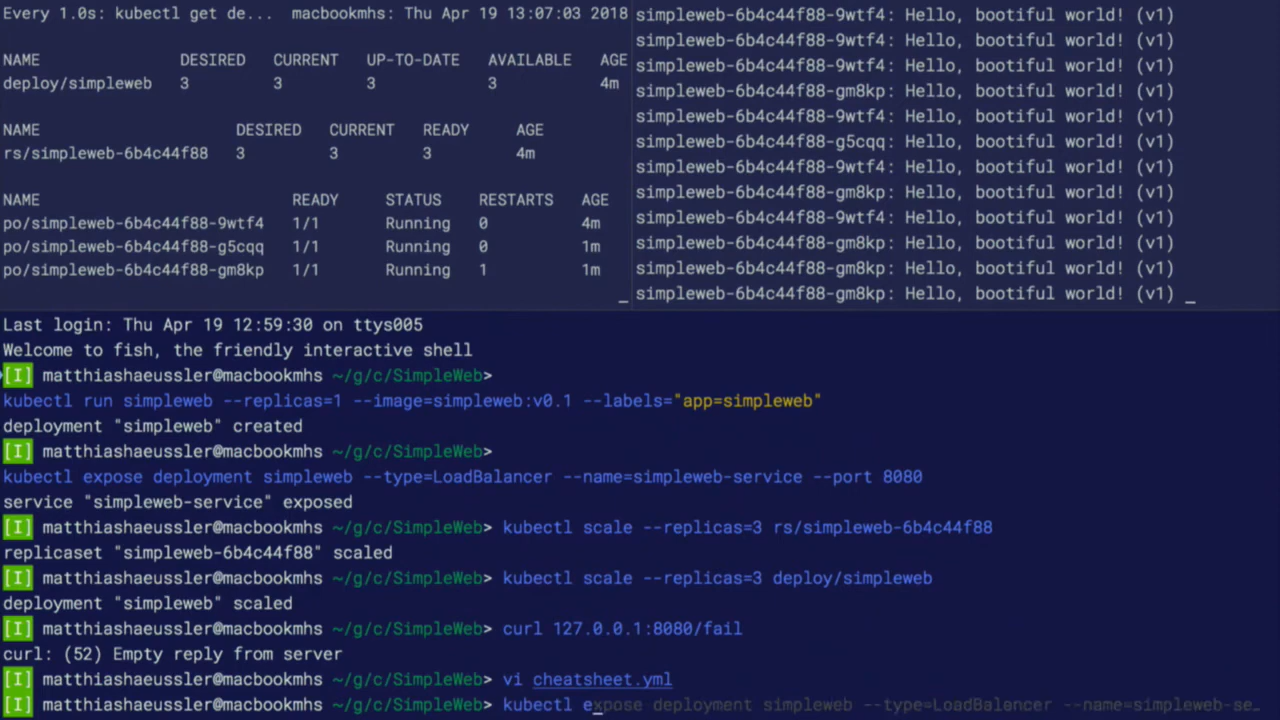 Every 1.0s: kubectl get de...  macbookmhs: Thu Apr 19 13:07:03 2018
NAME DESIRED CURRENT UP-TO-DATE AVAILABLE AGE
deploy/simpleweb 3 3 3 3 4m
NAME DESIRED CURRENT READY AGE
rs/simpleweb-6b4c44f88 3 3 3 4m
NAME READY STATUS RESTARTS AGE
po/simpleweb-6b4c44f88-9wtf4 1/1 Running 0 4m
po/simpleweb-6b4c44f88-g5cqq 1/1 Running 0 1m
po/simpleweb-6b4c44f88-gm8kp 1/1 Running 1 1m
simpleweb-6b4c44f88-9wtf4: Hello, bootiful world! (v1)
simpleweb-6b4c44f88-9wtf4: Hello, bootiful world! (v1)
simpleweb-6b4c44f88-9wtf4: Hello, bootiful world! (v1)
simpleweb-6b4c44f88-gm8kp: Hello, bootiful world! (v1)
simpleweb-6b4c44f88-9wtf4: Hello, bootiful world! (v1)
simpleweb-6b4c44f88-g5cqq: Hello, bootiful world! (v1)
simpleweb-6b4c44f88-9wtf4: Hello, bootiful world! (v1)
simpleweb-6b4c44f88-gm8kp: Hello, bootiful world! (v1)
simpleweb-6b4c44f88-9wtf4: Hello, bootiful world! (v1)
simpleweb-6b4c44f88-gm8kp: Hello, bootiful world! (v1)
simpleweb-6b4c44f88-gm8kp: Hello, bootiful world! (v1)
simpleweb-6b4c44f88-gm8kp: Hello, bootiful world! (v1) _
Last login: Thu Apr 19 12:59:30 on ttys005
Welcome to fish, the friendly interactive shell
[I] matthiashaeussler@macbookmhs ~/g/c/SimpleWeb>
kubectl run simpleweb --replicas=1 --image=simpleweb:v0.1 --labels="app=simpleweb"
deployment "simpleweb" created
[I] matthiashaeussler@macbookmhs ~/g/c/SimpleWeb>
kubectl expose deployment simpleweb --type=LoadBalancer --name=simpleweb-service --port 8080
service "simpleweb-service" exposed
[I] matthiashaeussler@macbookmhs ~/g/c/SimpleWeb> kubectl scale --replicas=3 rs/simpleweb-6b4c44f88
replicaset "simpleweb-6b4c44f88" scaled
[I] matthiashaeussler@macbookmhs ~/g/c/SimpleWeb> kubectl scale --replicas=3 deploy/simpleweb
deployment "simpleweb" scaled
[I] matthiashaeussler@macbookmhs ~/g/c/SimpleWeb> curl 127.0.0.1:8080/fail
curl: (52) Empty reply from server
[I] matthiashaeussler@macbookmhs ~/g/c/SimpleWeb> vi cheatsheet.yml
[I] matthiashaeussler@macbookmhs ~/g/c/SimpleWeb> kubectl expose deployment simpleweb --type=LoadBalancer --name=simpleweb-se…